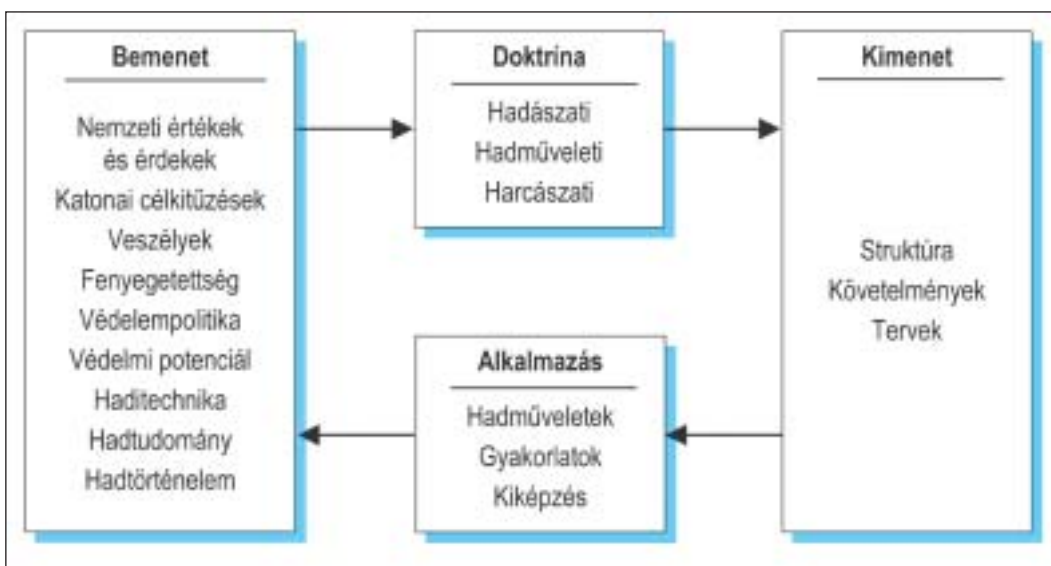 Bemenet
Nemzeti értékek
és érdekek
Katonai célkitűzések
Veszélyek
Fenyegetettség
Védelempolitika
Védelmi potenciál
Haditechnika
Hadtudomány
Hadtörténelem
Doktrina
Hadászati
Hadműveleti
Harcászati
Alkalmazás
Hadműveletek
Gyakorlatok
Kiképzés
Kimenet
Struktúra
Követelmények
Tervek